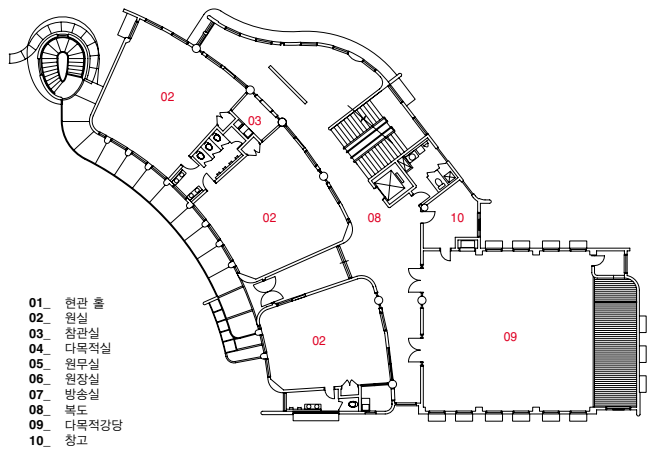 02
03
02
08
10
02
09
01_ 현관 홀
02_ 원실
03_ 참관실
04_ 다목적실
05_ 원무실
06_ 원장실
07_ 방송실
08_ 복도
09_ 다목적강당
10_ 창고